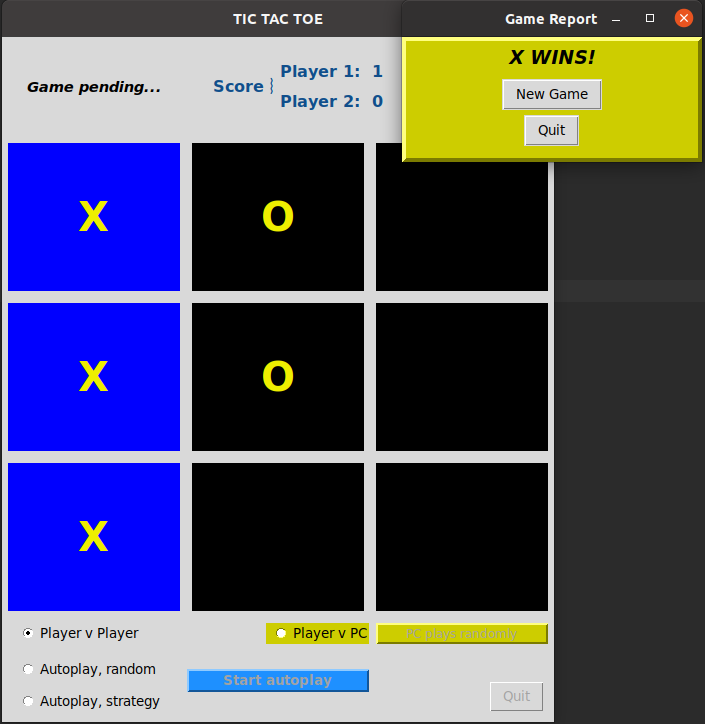 TIC TAC TOE
Game Report
X WINS!
New Game
Quit
Game pending...
Score
Player 1: 1
Player 2: 0
X O
X O
X
Player v Player
Player v PC
PC plays randomly
Autoplay, random
Start autoplay
Autoplay, strategy
Quit